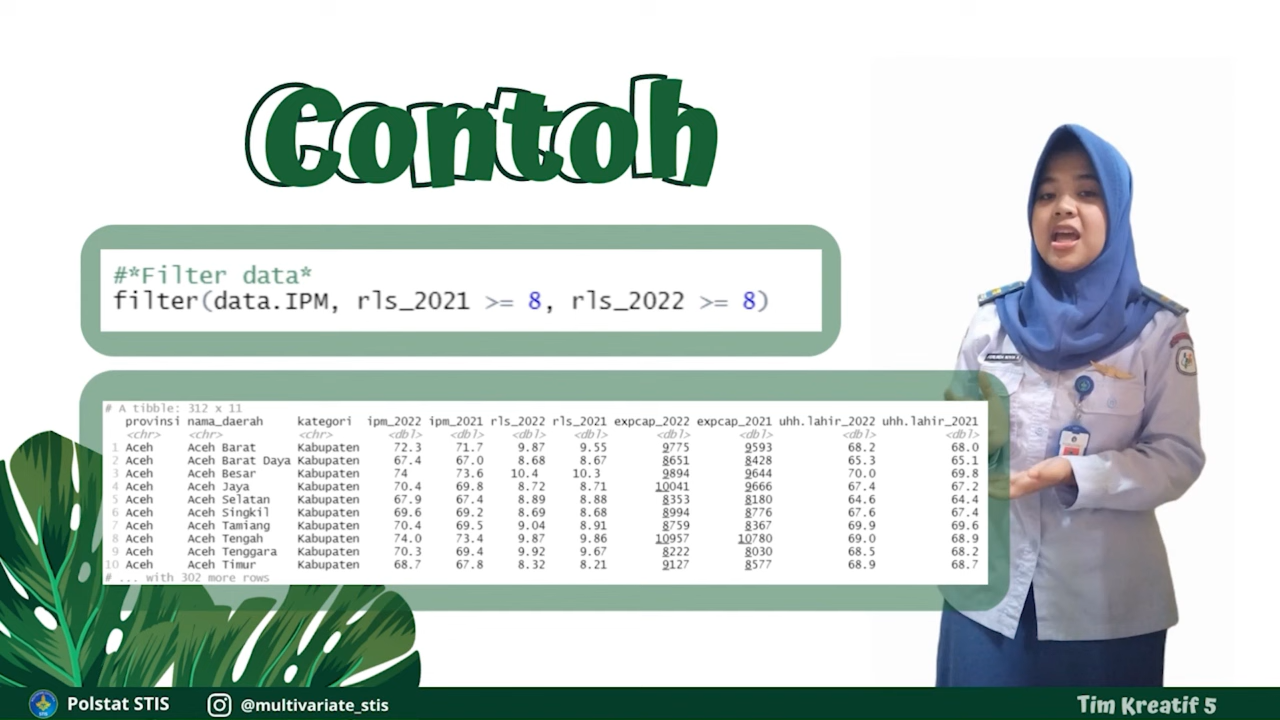 Contoh
#*Filter data*
filter(data.IPM, rls_2021 >= 8, rls_2022 >= 8)
# A tibble: 312 x 11
provinsi nama_daerah kategori ipm_2022 ipm_2021 rls_2022 rls_2021 expcap_2022 expcap_2021 uhh.lahir_2022 uhh.lahir_2021
<chr> <chr> <chr> <dbl> <dbl> <dbl> <dbl> <dbl> <dbl> <dbl> <dbl>
1 Aceh Aceh Barat Kabupaten 72.3 71.7 9.87 9.55 9775 9593 68.2 68.0
2 Aceh Aceh Barat Daya Kabupaten 67.4 67.0 8.68 8.67 8651 8428 65.3 65.1
3 Aceh Aceh Besar Kabupaten 74 73.6 10.4 10.3 9894 9644 70.0 69.8
4 Aceh Aceh Jaya Kabupaten 70.4 69.8 8.72 8.71 10041 9666 67.4 67.2
5 Aceh Aceh Selatan Kabupaten 67.9 67.4 8.89 8.88 8353 8180 64.6 64.4
6 Aceh Aceh Singkil Kabupaten 69.6 69.2 8.69 8.68 8994 8776 67.6 67.4
7 Aceh Aceh Tamiang Kabupaten 70.4 69.5 9.04 8.91 8759 8367 69.9 69.6
8 Aceh Aceh Tengah Kabupaten 74.0 73.4 9.87 9.86 10957 10780 69.0 68.9
9 Aceh Aceh Tenggara Kabupaten 70.3 69.4 9.92 9.67 8222 8030 68.5 68.2
10 Aceh Aceh Timur Kabupaten 68.7 67.8 8.32 8.21 9127 8577 68.9 68.7
# ... with 302 more rows
Polstat STIS @multivariate_stis Tim Kreatif 5